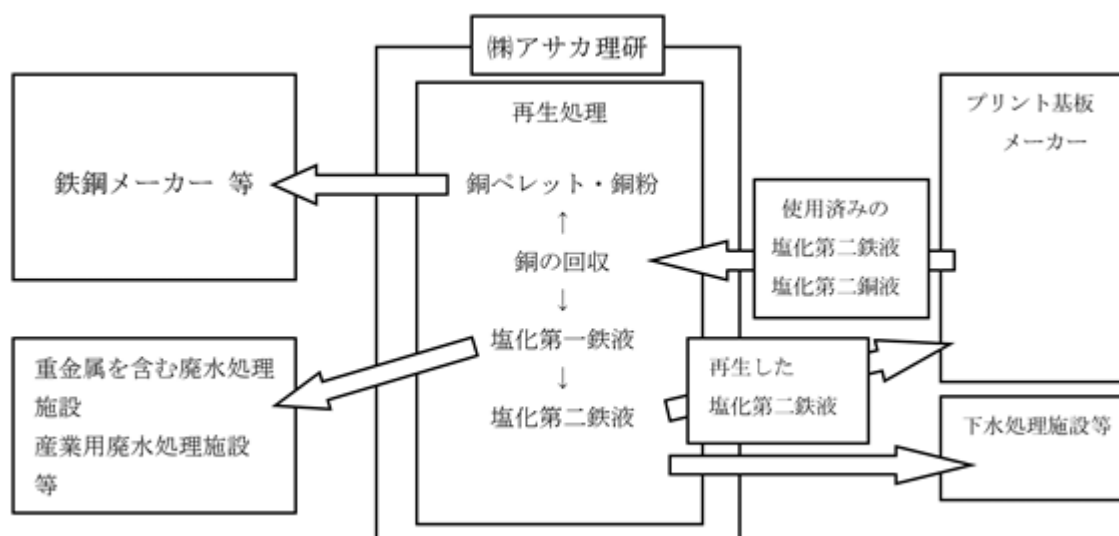 ㈱アサカ理研
鉄鋼メーカー 等
重金属を含む廃水処理
施設
産業用廃水処理施設
等
再生処理
銅ペレット・銅粉
↑
銅の回収
↓
塩化第一鉄液
↓
塩化第二鉄液
使用済みの
塩化第二鉄液
塩化第二銅液
再生した
塩化第二鉄液
プリント基板
メーカー
下水処理施設等